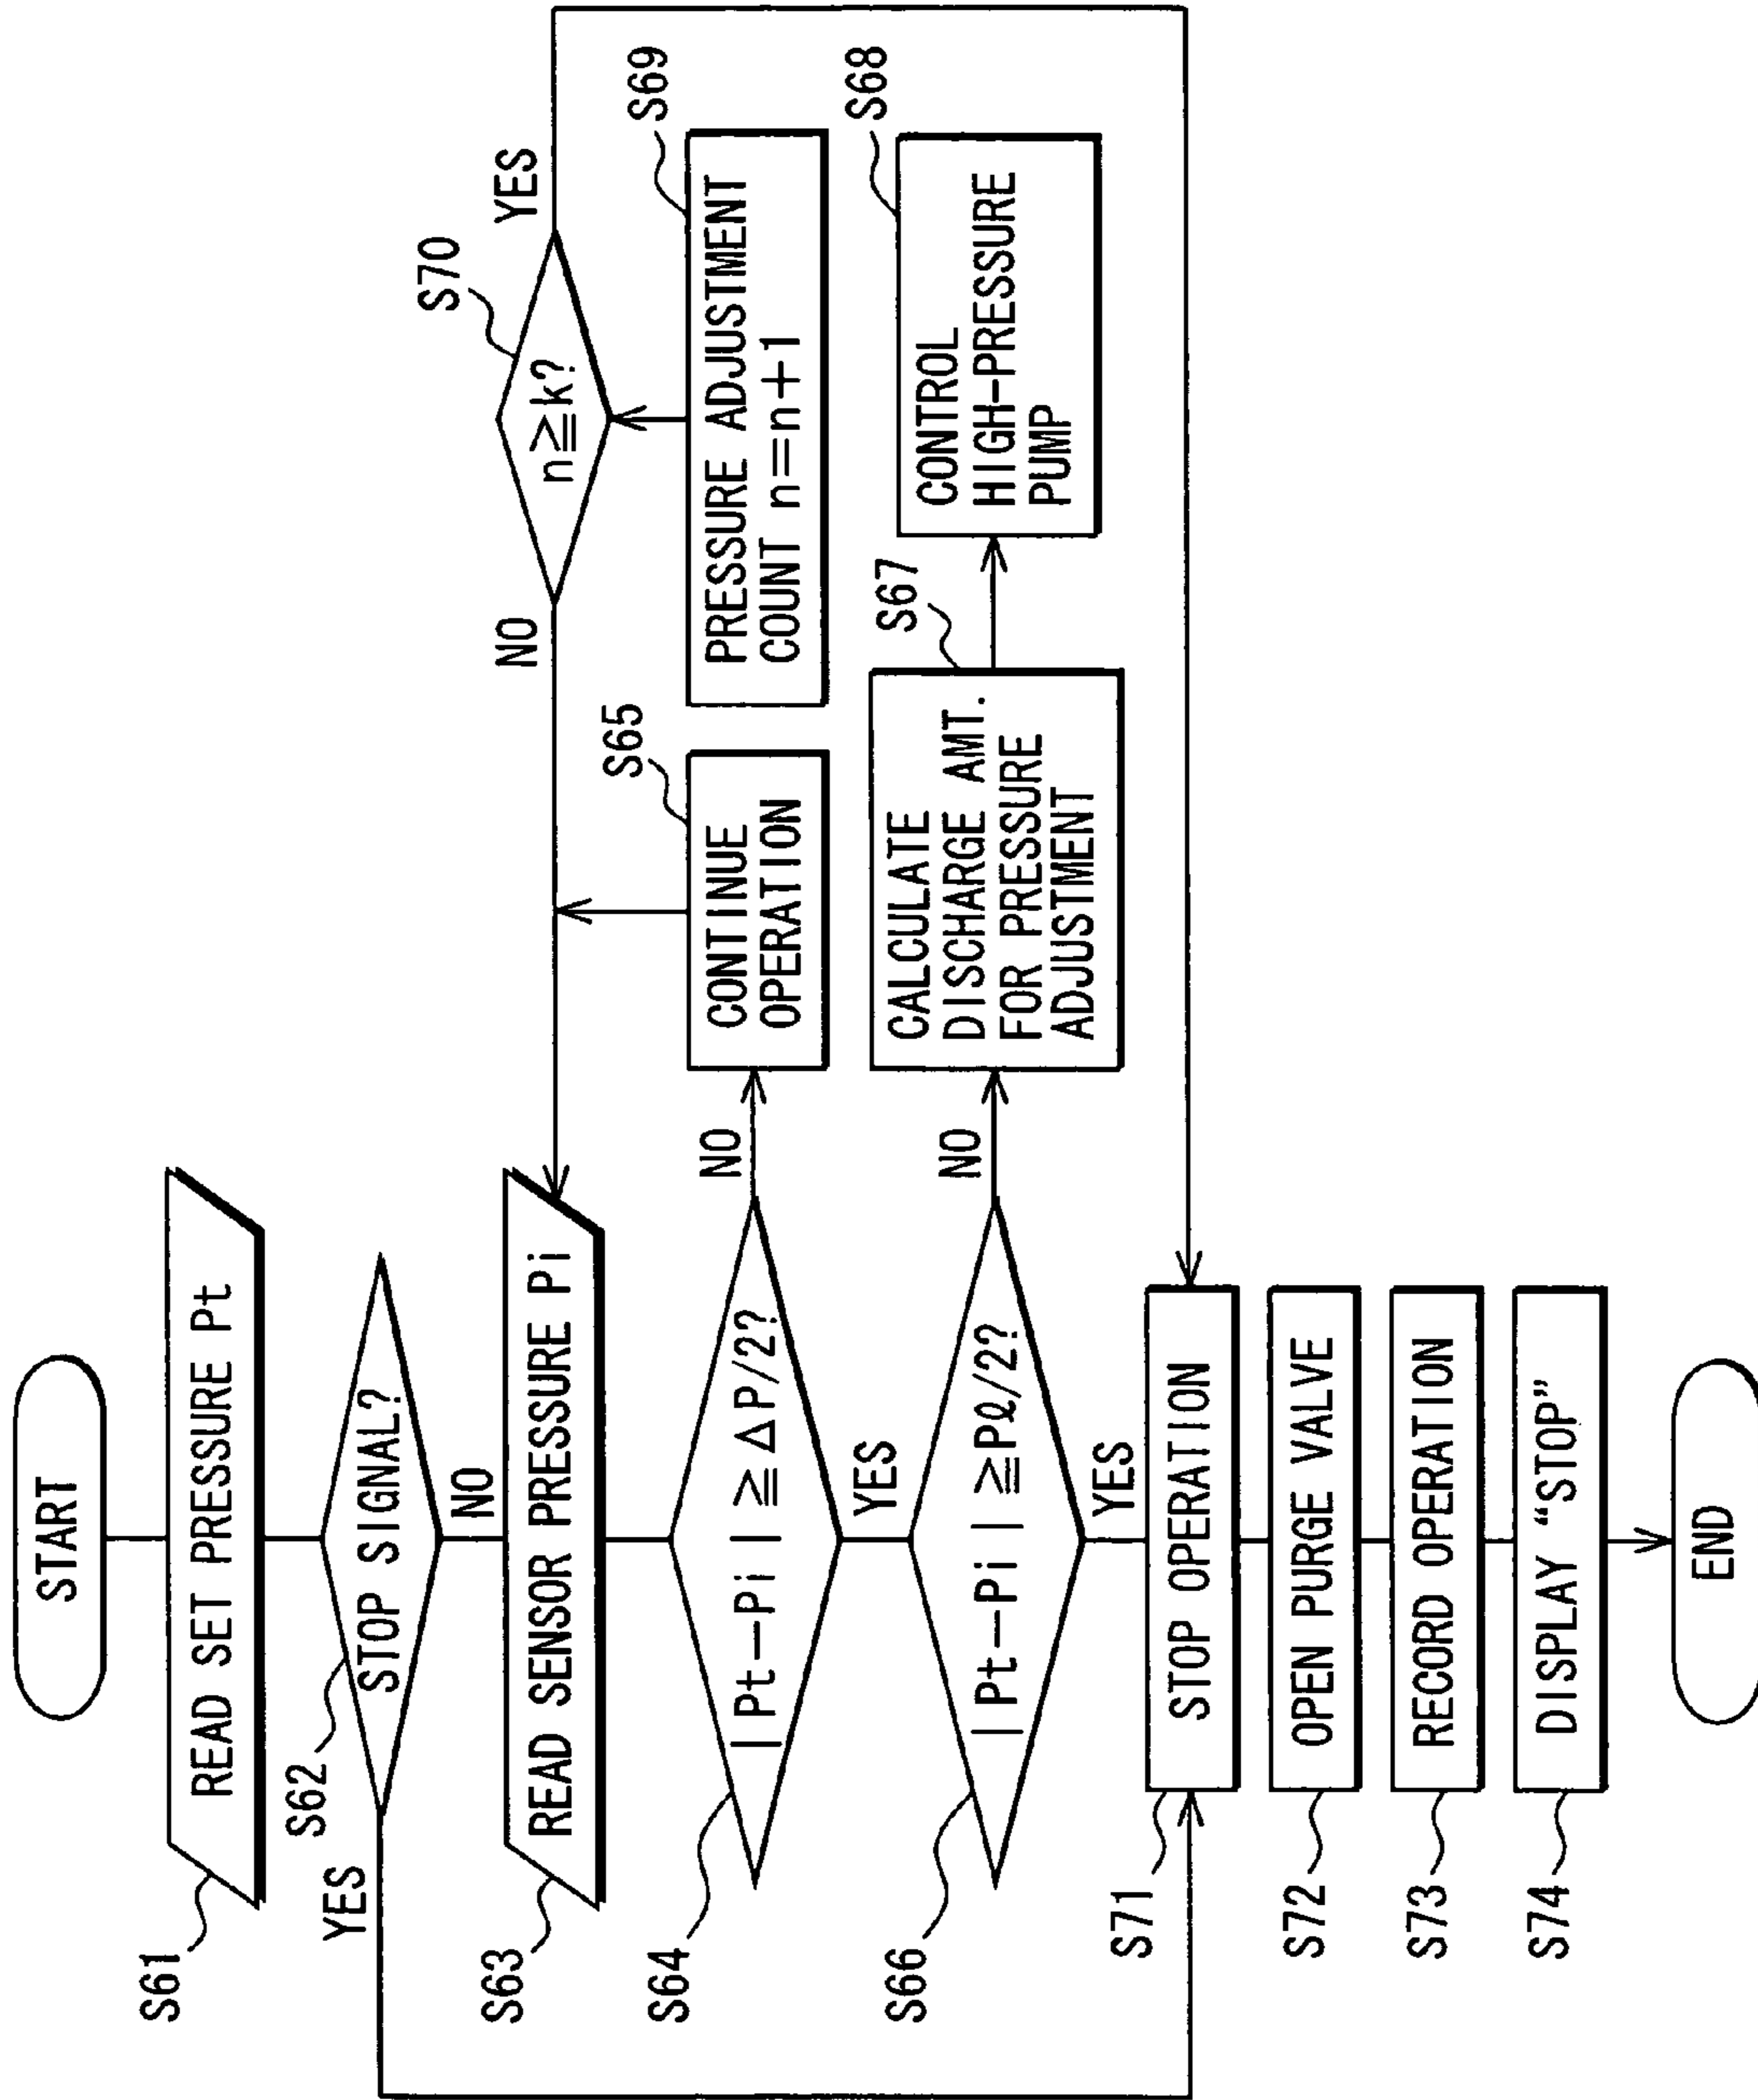 START
S61
READ SET PRESSURE Pt
S62
STOP SIGNAL?
YES
NO
S63
READ SENSOR PRESSURE Pi
S64
|Pt－Pi| ≧ ΔP/2?
NO
YES
S65
CONTINUE
OPERATION
S66
|Pt－Pi| ≧Pℓ/2?
NO
YES
S67
CALCULATE
DISCHARGE AMT.
FOR PRESSURE
ADJUSTMENT
S68
CONTROL
HIGH-PRESSURE
PUMP
S69
PRESSURE ADJUSTMENT
COUNT n=n+1
S70
n≧k?
NO
YES
S71
STOP OPERATION
S72
OPEN PURGE VALVE
S73
RECORD OPERATION
S74
DISPLAY “STOP”
END